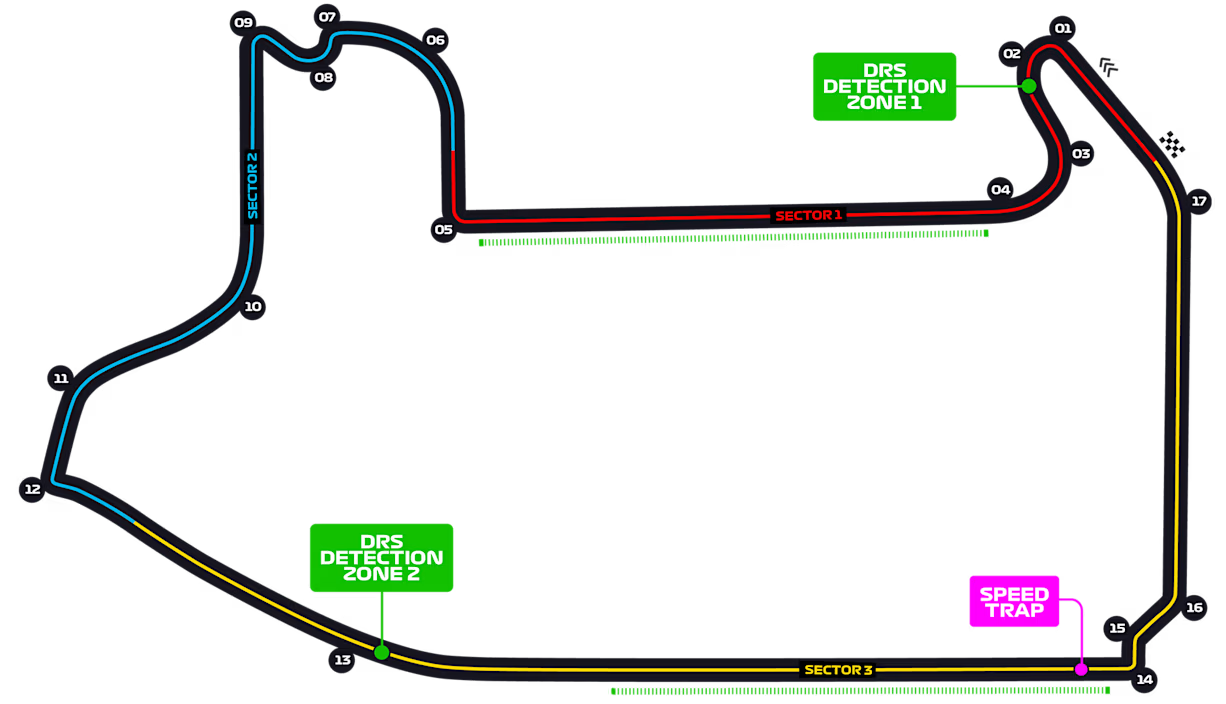 09
07
01
06
02
DRS
DETECTION
ZONE 1
08
03
SECTOR 2
04
17
SECTOR 1
05
10
11
12
DRS
DETECTION
ZONE 2
SPEED
TRAP
16
15
13
SECTOR 3
14